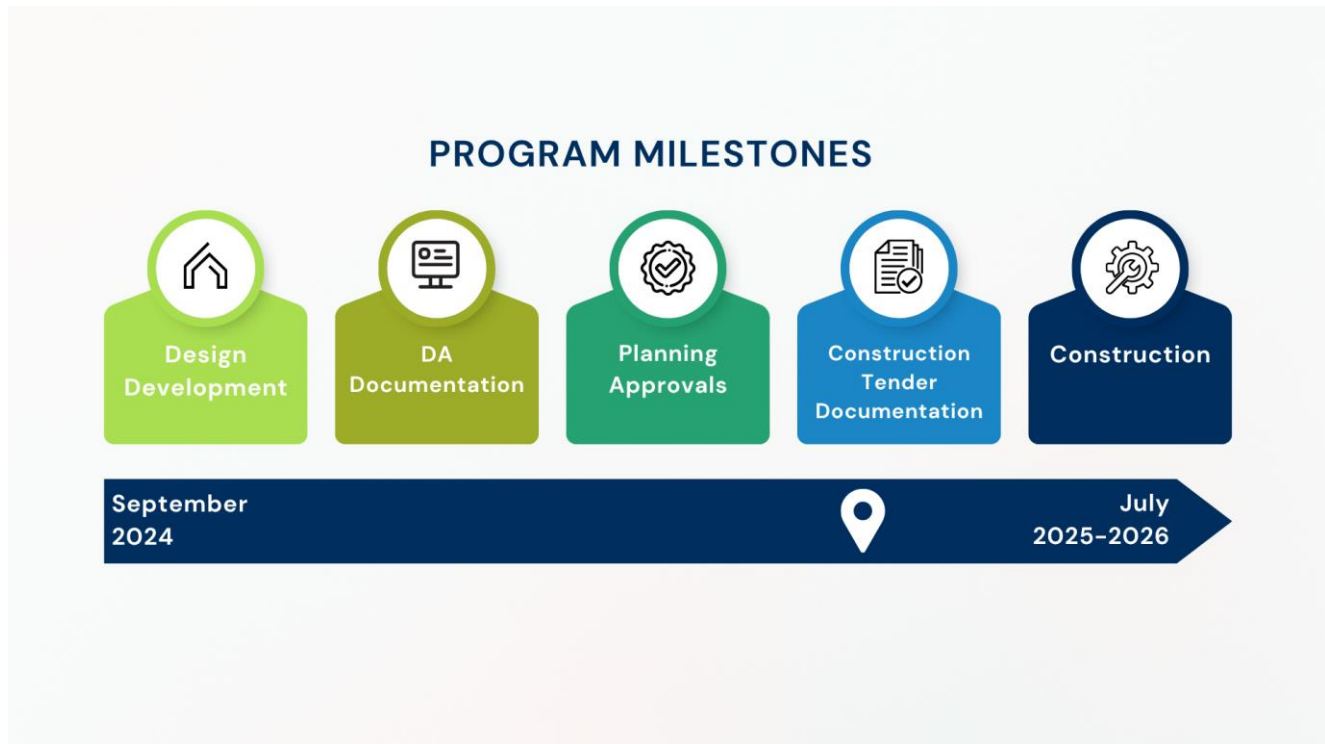 PROGRAM MILESTONES
Design
Development
DA
Documentation
Planning
Approvals
Construction
Tender
Documentation
Construction
September
2024
July
2025-2026